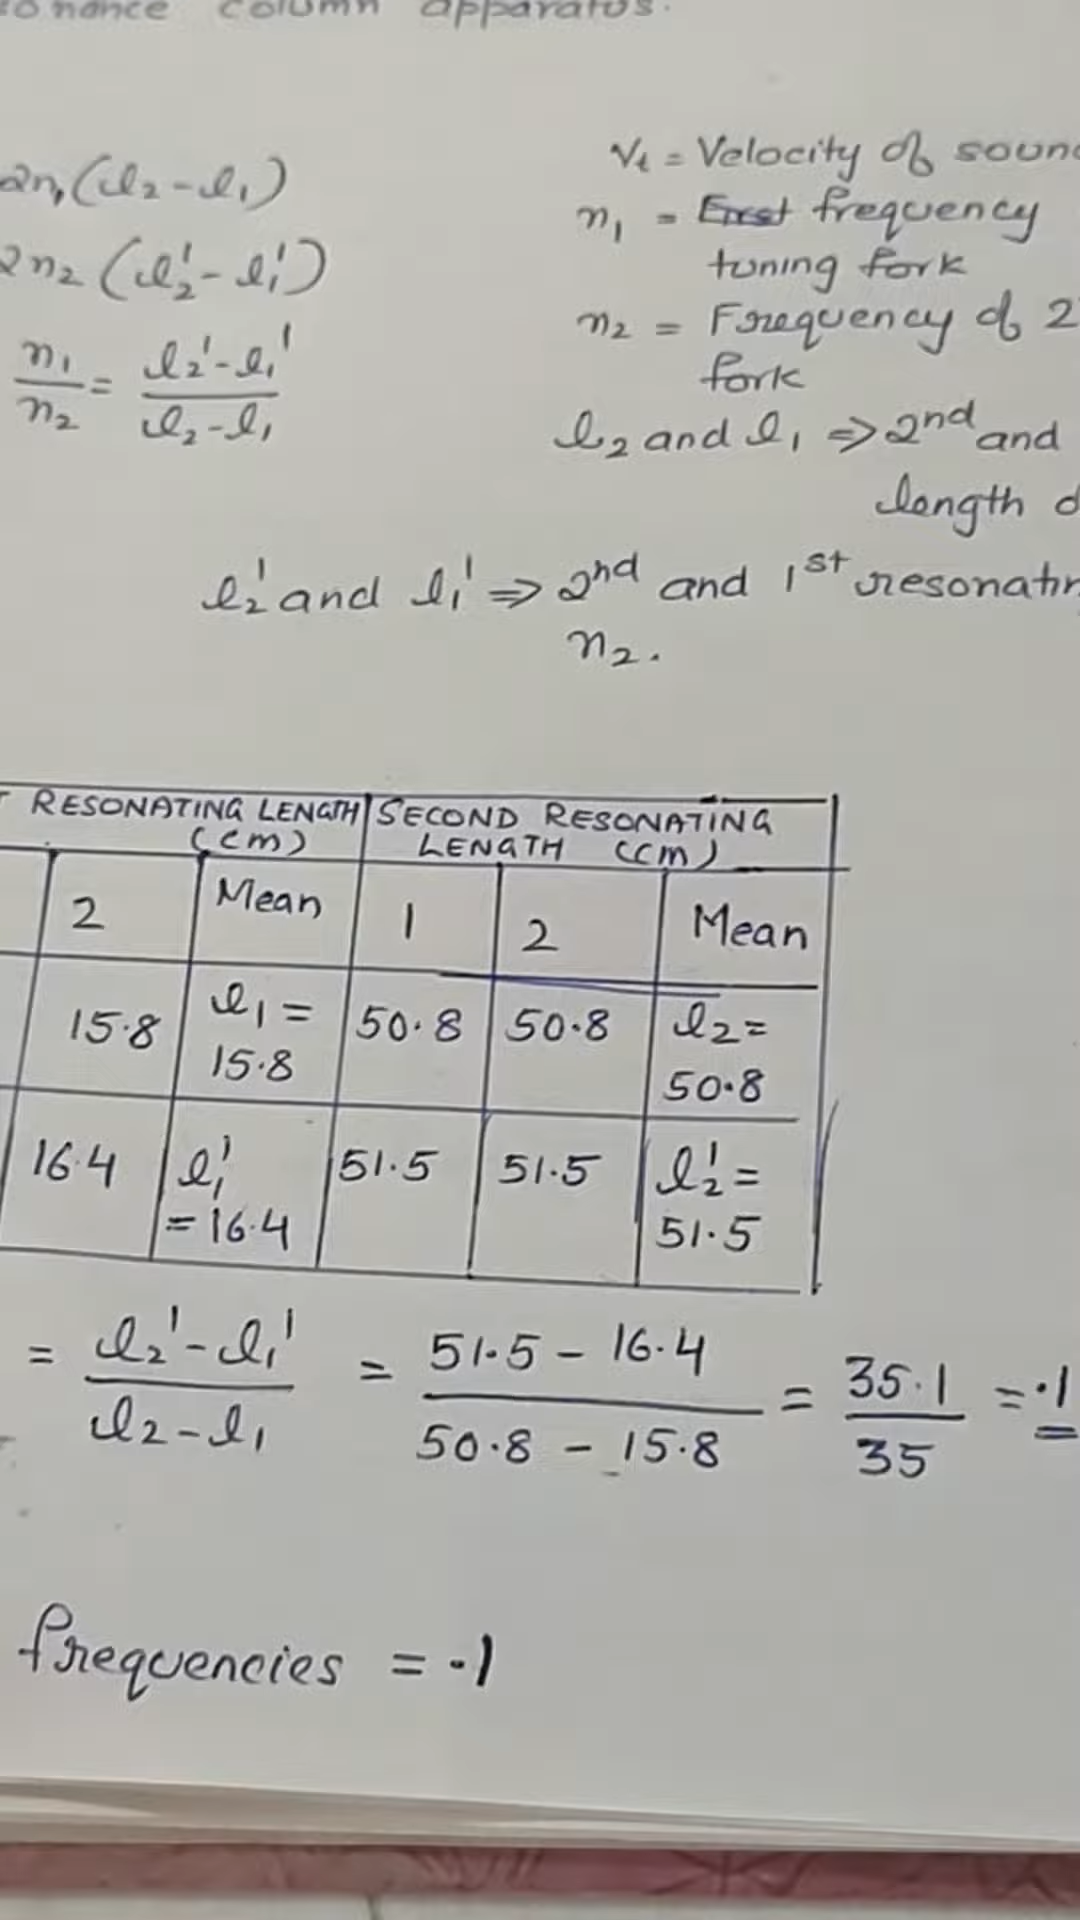 column apparatus.
2n₁(l₂-l₁)
2n₂(l₂'-l₁')
n₁/n₂ = l₂'-l₁'/l₂-l₁
Vₜ = Velocity of
n₁ = frequency
tuning fork
n₂ = Frequency of 2
fork
l₂ and l₁ ⇒ 2nd and
length
l₂' and l₁' ⇒ 2nd and 1st
n₂.
RESONATING LENGTH (cm) SECOND RESONATING LENGTH (cm)
2 Mean 1 2 Mean
15.8 l₁ = 15.8 50.8 50.8 l₂ = 50.8
16.4 l₁' = 16.4 51.5 51.5 l₂' = 51.5
= l₂'-l₁'/l₂-l₁ = 51.5 - 16.4/50.8 - 15.8 = 35.1/35 = .1
frequencies = .1